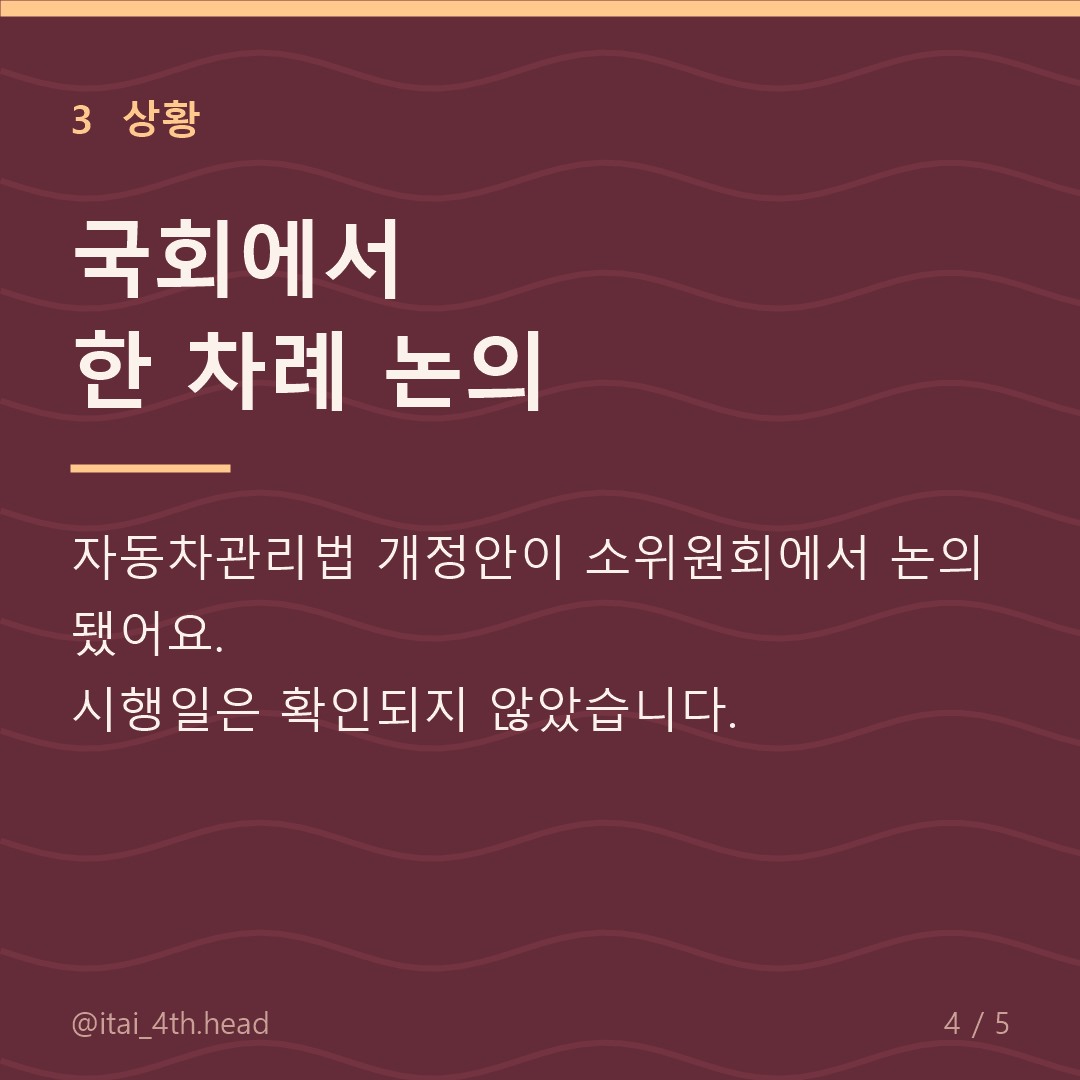 3 상황
국회에서
한 차례 논의
자동차관리법 개정안이 소위원회에서 논의
됐어요.
시행일은 확인되지 않았습니다.
@itai_4th.head
4 / 5